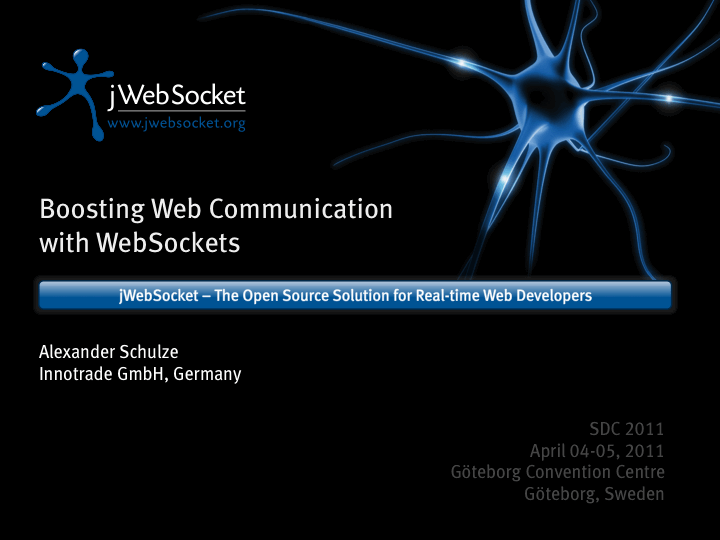 jWebSocket
www.jwebsocket.org
Boosting Web Communication
with WebSockets
jWebSocket – The Open Source Solution for Real-time Web Developers
Alexander Schulze
Innotrade GmbH, Germany
SDC 2011
April 04-05, 2011
Göteborg Convention Centre
Göteborg, Sweden